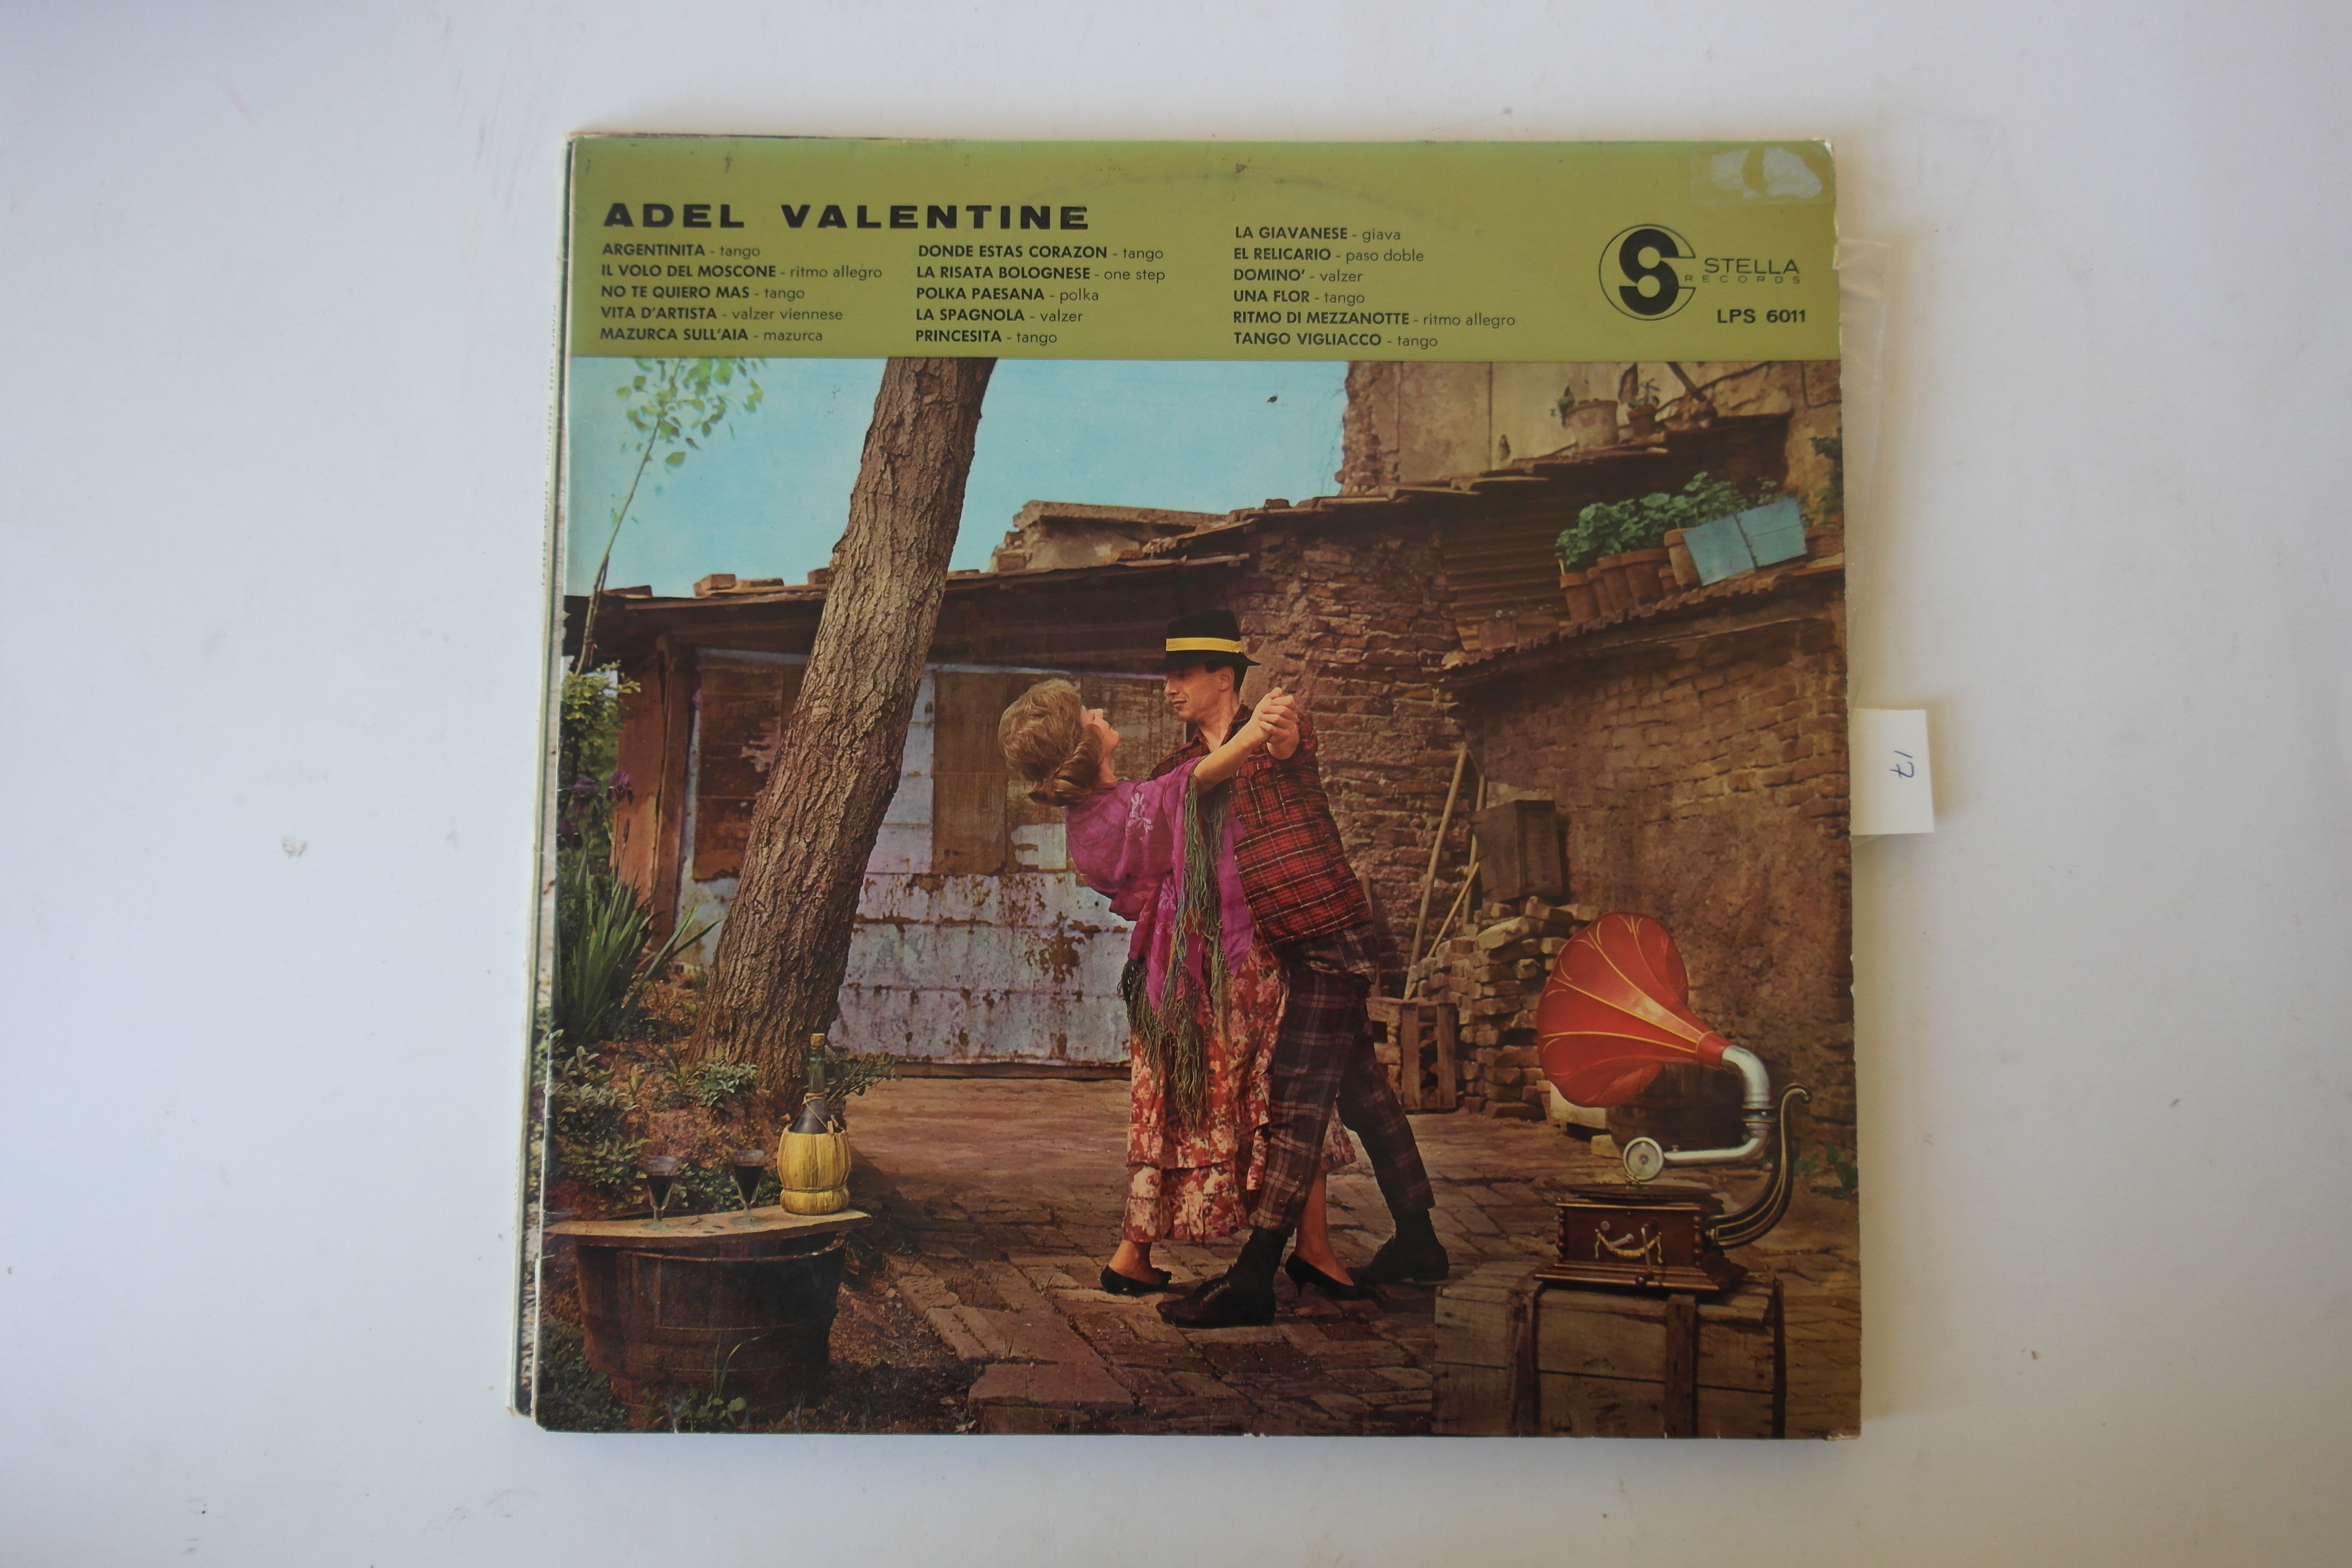 ADEL VALENTINE
ARGENTINITA - tango
IL VOLO DEL MOSCONE - ritmo allegro
NO TE QUIERO MAS - tango
VITA D'ARTISTA - valzer viennese
MAZURCA SULL'AIA - mazurca
DONDE ESTAS CORAZON - tango
LA RISATA BOLOGNESE - one step
POLKA PAESANA - polka
LA SPAGNOLA - valzer
PRINCESITA - tango
LA GIAVANESE - giava
EL RELICARIO - paso doble
DOMINO' - valzer
UNA FLOR - tango
RITMO DI MEZZANOTTE - ritmo allegro
TANGO VIGLIACCO - tango
S STELLA
RECORDS
LPS 6011
17